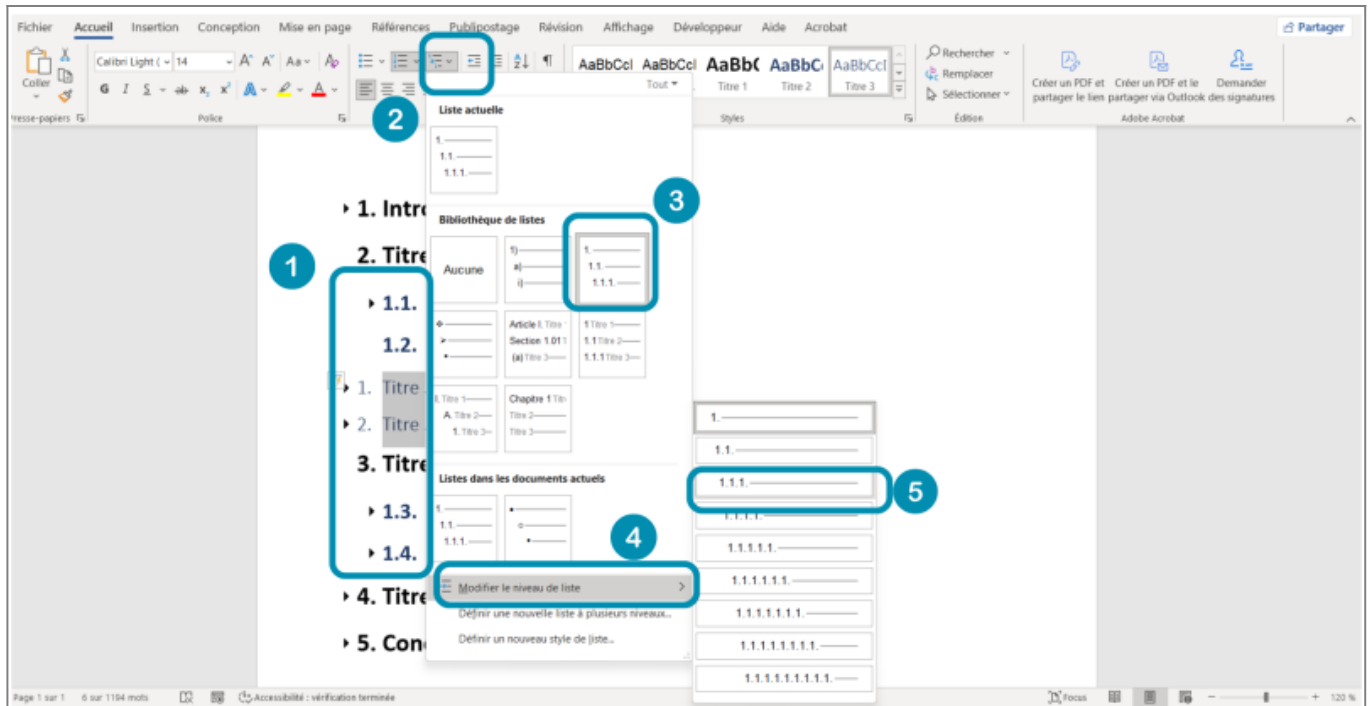 Fichier Accueil Insertion Conception Mise en page Références Publipostage Révision Affichage Développeur Aide Acrobat Partager
Coller
Calibri Light ( 14 A^ A˅ Aa A
G I S ab x₂ x² A A
¶
AaBbCcI AaBbCcI AaBb( AaBbC AaBbCcI
Tout
Titre 1 Titre 2 Titre 3
Rechercher
Remplacer
Sélectionner
Créer un PDF et partager le lien
Créer un PDF et le partager via Outlook
Demander des signatures
resse-papiers Police Styles Édition Adobe Acrobat
2
Liste actuelle
1.
1.1.
1.1.1.
3
Bibliothèque de listes
Aucune
1)
a)
i)
1.
1.1.
1.1.1.
Article I. Titre
Section 1.01
(a) Titre 3
1 Titre 1
1.1 Titre 2
1.1.1 Titre 3
I. Titre 1
A. Titre 2
1. Titre 3
Chapitre 1 Titr
Titre 2
Titre 3
Listes dans les documents actuels
1.
1.1.
1.1.1.
4
Modifier le niveau de liste
Définir une nouvelle liste à plusieurs niveaux...
Définir un nouveau style de liste...
1
1. Intro
2. Titre
1.1.
1.2.
1. Titre
2. Titre
3. Titre
1.3.
1.4.
4. Titre
5. Con
1.
1.1.
1.1.1.
5
1.1.1.1.
1.1.1.1.1.
1.1.1.1.1.1.
1.1.1.1.1.1.1.
1.1.1.1.1.1.1.1.
1.1.1.1.1.1.1.1.1.
Page 1 sur 1 6 sur 1194 mots Accessibilité : vérification terminée Focus - + 120 %